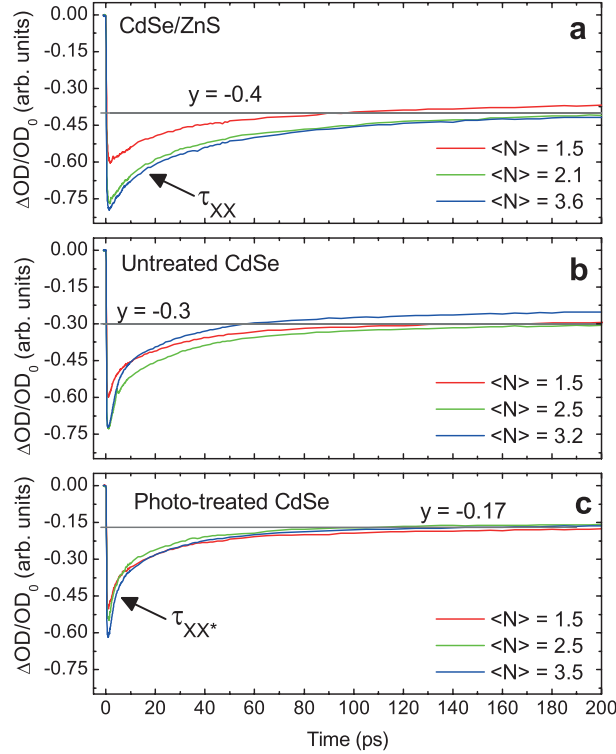 0.00
CdSe/ZnS
a
-0.15
-0.30
y = -0.4
-0.45
-0.60
<N> = 1.5
<N> = 2.1
-0.75
τXX
<N> = 3.6
ΔOD/OD0 (arb. units)
0.00
Untreated CdSe
b
-0.15
y = -0.3
-0.30
-0.45
<N> = 1.5
-0.60
<N> = 2.5
-0.75
<N> = 3.2
ΔOD/OD0 (arb. units)
0.00
Photo-treated CdSe
c
y = -0.17
-0.15
-0.30
-0.45
τXX*
<N> = 1.5
-0.60
<N> = 2.5
-0.75
<N> = 3.5
ΔOD/OD0 (arb. units)
0 20 40 60 80 100 120 140 160 180 200
Time (ps)